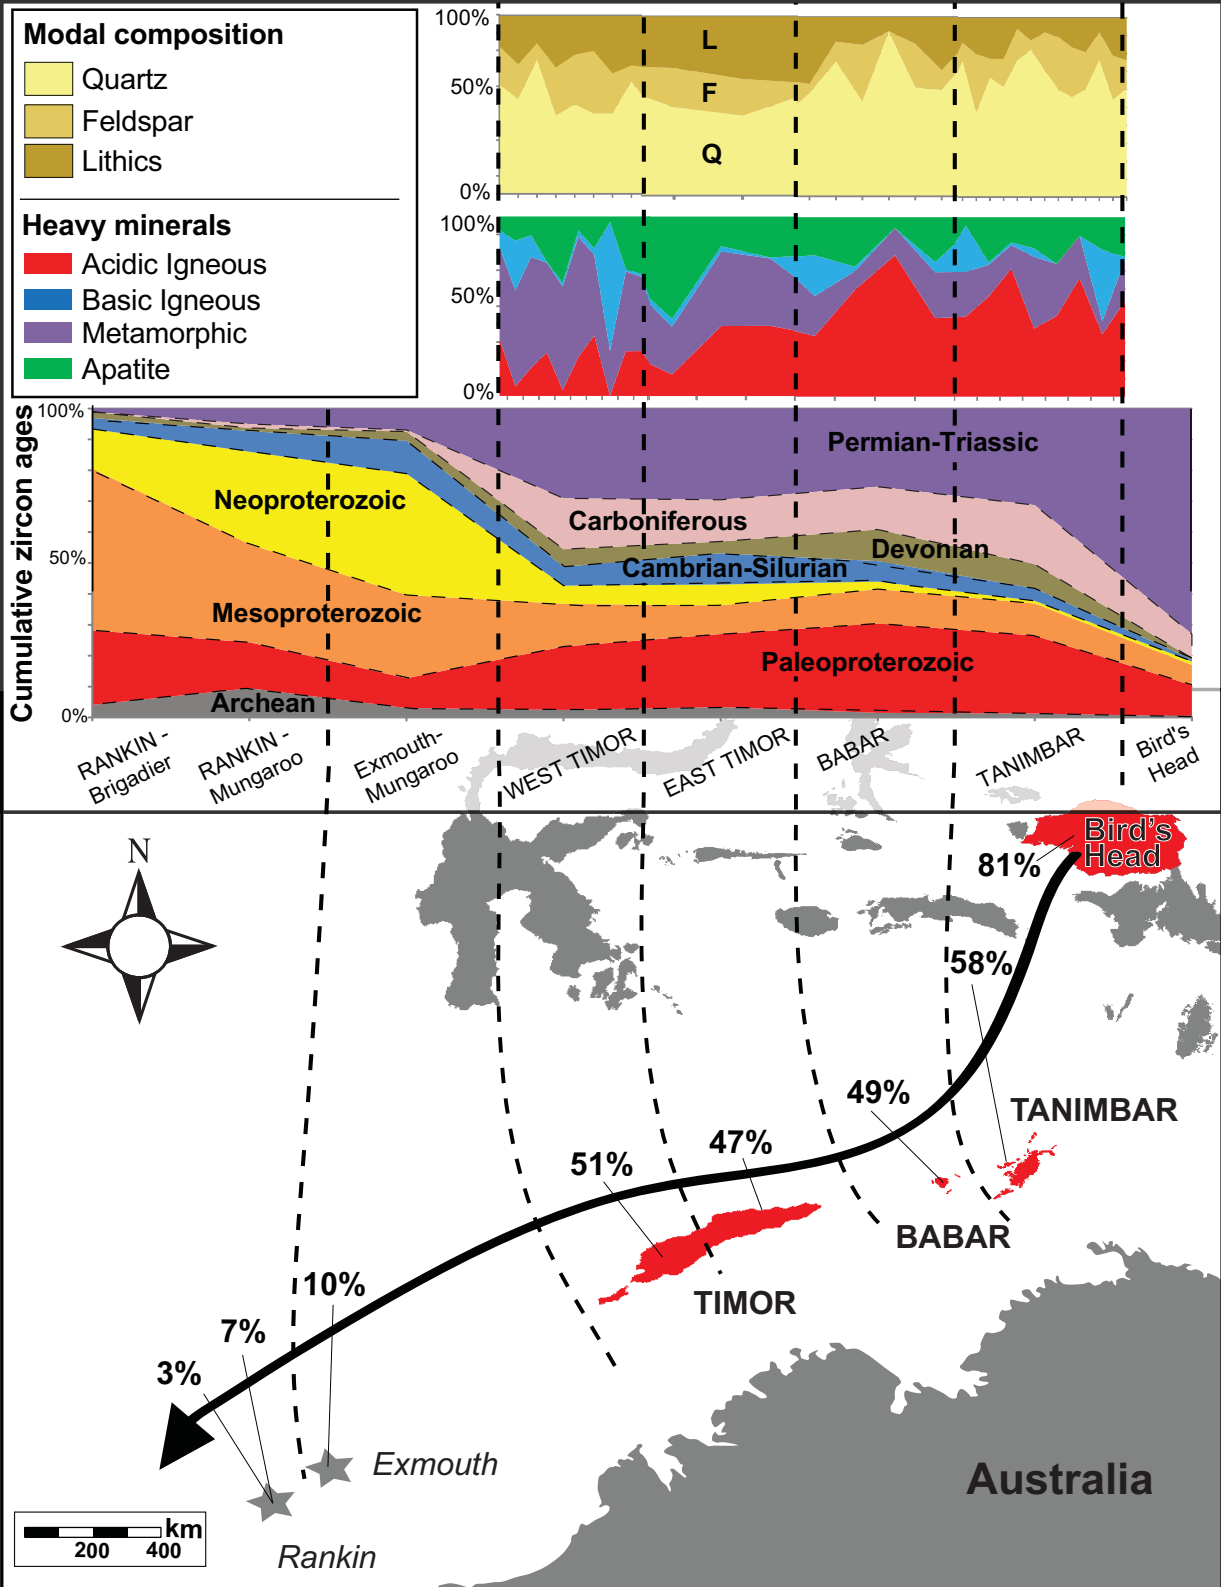 Modal composition
Quartz
Feldspar
Lithics
Heavy minerals
Acidic Igneous
Basic Igneous
Metamorphic
Apatite
100%
50%
0%
L
F
Q
100%
50%
0%
Cumulative zircon ages
100%
50%
0%
Permian-Triassic
Neoproterozoic
Carboniferous
Devonian
Cambrian-Silurian
Mesoproterozoic
Paleoproterozoic
Archean
RANKIN -
Brigadier
RANKIN -
Mungaroo
Exmouth-
Mungaroo
WEST TIMOR
EAST TIMOR
BABAR
TANIMBAR
Bird's
Head
N
Bird's
Head
81%
58%
49%
TANIMBAR
47%
51%
BABAR
TIMOR
10%
7%
3%
Exmouth
Australia
Rankin
km
200 400